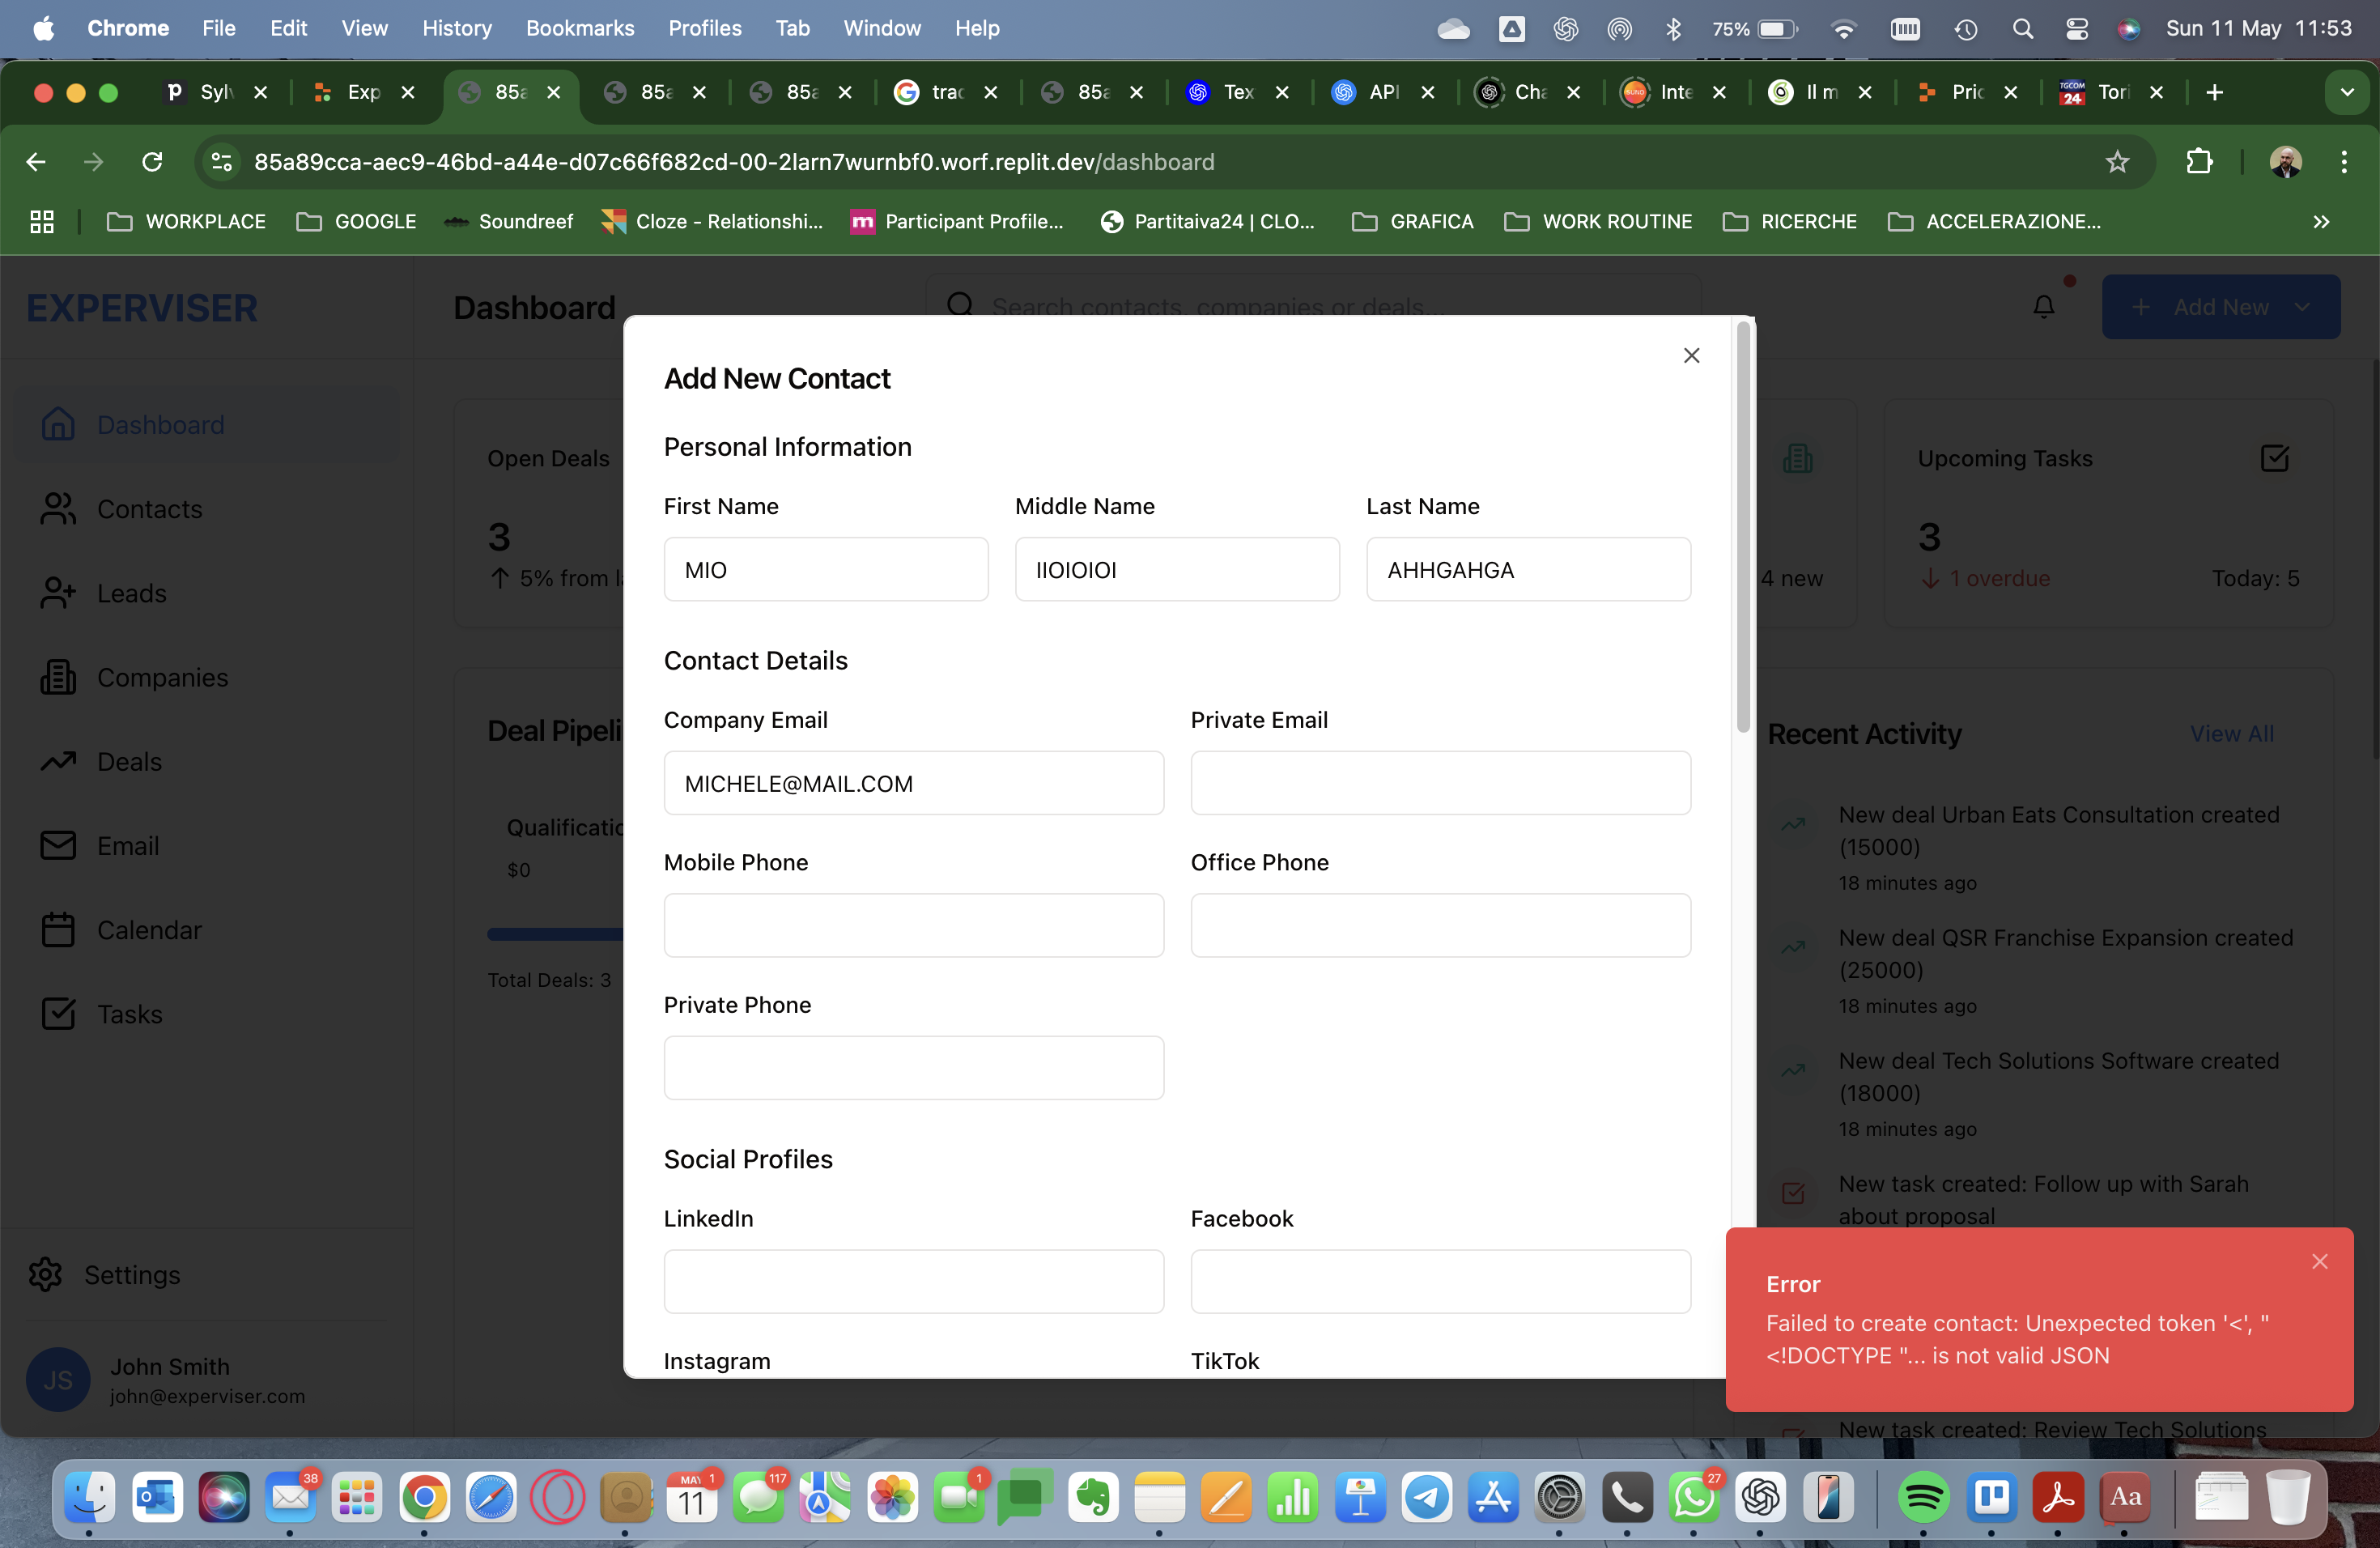 Chrome File Edit View History Bookmarks Profiles Tab Window Help 75% Sun 11 May 11:53
Sylv Exp 85a 85a 85a trac 85a Tex API Cha Inte Il m Pric TGCOM 24 Tori
85a89cca-aec9-46bd-a44e-d07c66f682cd-00-2larn7wurnbf0.worf.replit.dev/dashboard
WORKPLACE GOOGLE Soundreef Cloze - Relationshi... Participant Profile... Partitaiva24 | CLO... GRAFICA WORK ROUTINE RICERCHE ACCELERAZIONE...
EXPERVISER
Dashboard
Search contacts, companies or deals...
Add New
Dashboard
Contacts
Leads
Companies
Deals
Email
Calendar
Tasks
Settings
JS
John Smith
john@experviser.com
Open Deals
3
5% from
Deal Pipeli
Qualificatio
$0
Total Deals: 3
Add New Contact
Personal Information
First Name Middle Name Last Name
MIO IIOIOIOI AHHGAHGA
Contact Details
Company Email Private Email
MICHELE@MAIL.COM
Mobile Phone Office Phone
Private Phone
Social Profiles
LinkedIn Facebook
Instagram TikTok
4 new
Upcoming Tasks
3
1 overdue Today: 5
Recent Activity View All
New deal Urban Eats Consultation created
(15000)
18 minutes ago
New deal QSR Franchise Expansion created
(25000)
18 minutes ago
New deal Tech Solutions Software created
(18000)
18 minutes ago
New task created: Follow up with Sarah
about proposal
Error
Failed to create contact: Unexpected token '<', "
<!DOCTYPE "... is not valid JSON
New task created: Review Tech Solutions
38 MAY 1 11 117 1 27 Aa